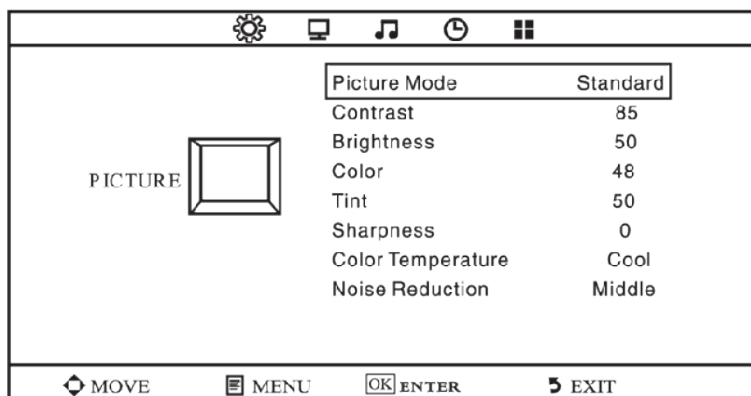 Picture Mode Standard
Contrast 85
Brightness 50
Color 48
Tint 50
Sharpness 0
Color Temperature Cool
Noise Reduction Middle
PICTURE
MOVE MENU OK ENTER EXIT